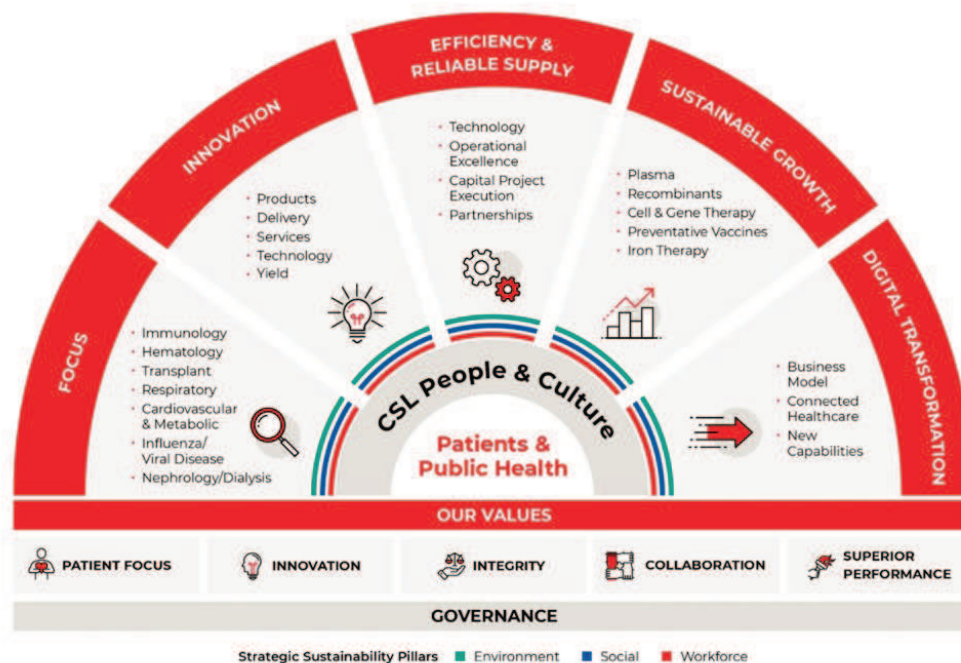 FOCUS
• Immunology
• Hematology
• Transplant
• Respiratory
• Cardiovascular
& Metabolic
• Influenza/
Viral Disease
• Nephrology/Dialysis
INNOVATION
• Products
• Delivery
• Services
• Technology
• Yield
EFFICIENCY &
RELIABLE SUPPLY
• Technology
• Operational
Excellence
• Capital Project
Execution
• Partnerships
SUSTAINABLE GROWTH
• Plasma
• Recombinants
• Cell & Gene Therapy
• Preventative Vaccines
• Iron Therapy
DIGITAL TRANSFORMATION
• Business
Model
• Connected
Healthcare
• New
Capabilities
CSL People & Culture
Patients &
Public Health
OUR VALUES
PATIENT FOCUS
INNOVATION
INTEGRITY
COLLABORATION
SUPERIOR
PERFORMANCE
GOVERNANCE
Strategic Sustainability Pillars Environment Social Workforce